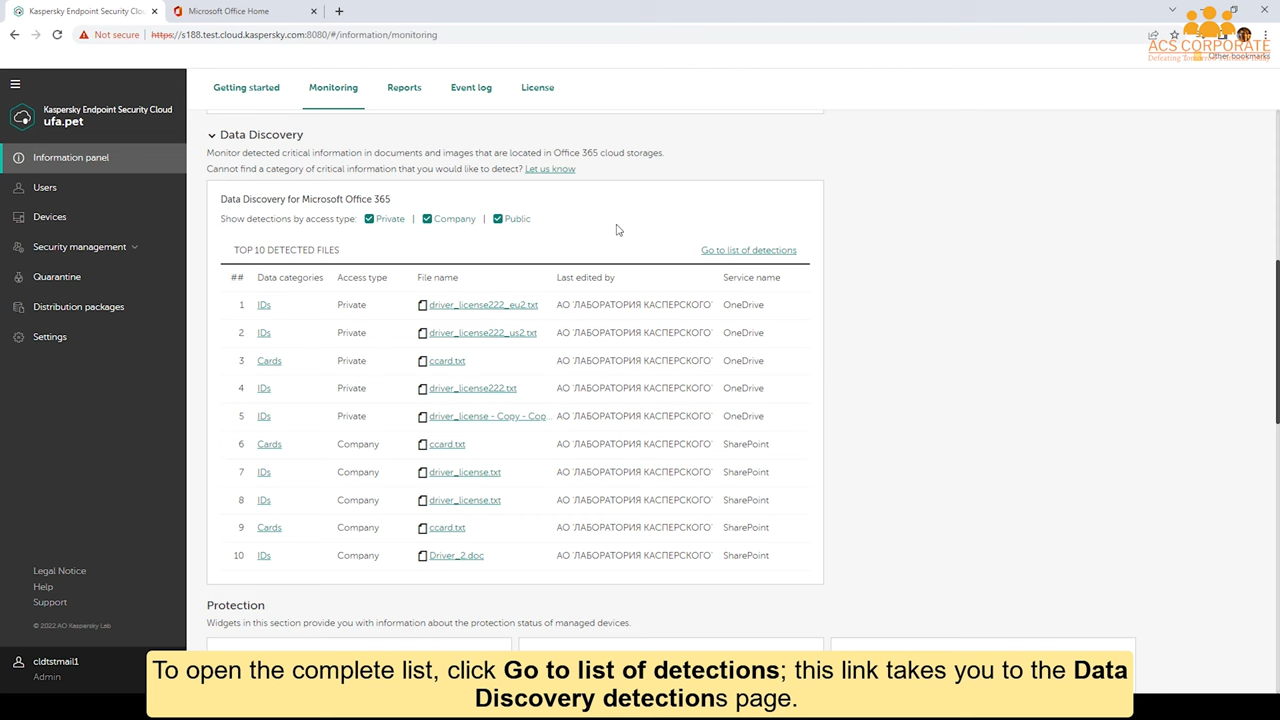 Kaspersky Endpoint Security Clou
Microsoft Office Home
Not secure
https://s188.test.cloud.kaspersky.com:8080/#/information/monitoring
ACS CORPORATE
Other bookmarks
Kaspersky Endpoint Security Cloud
ufa.pet
Information panel
Users
Devices
Security management
Quarantine
Distribution packages
Settings
Legal Notice
Help
Support
© 2022 AO Kaspersky Lab
cldtstmail1
Admin
Getting started Monitoring Reports Event log License
Data Discovery
Monitor detected critical information in documents and images that are located in Office 365 cloud storages.
Cannot find a category of critical information that you would like to detect? Let us know
Data Discovery for Microsoft Office 365
Show detections by access type: Private | Company | Public
TOP 10 DETECTED FILES Go to list of detections
## Data categories Access type File name Last edited by Service name
1 IDs Private driver_license222_eu2.txt АО 'ЛАБОРАТОРИЯ КАСПЕРСКОГО' OneDrive
2 IDs Private driver_license222_us2.txt АО 'ЛАБОРАТОРИЯ КАСПЕРСКОГО' OneDrive
3 Cards Private ccard.txt АО 'ЛАБОРАТОРИЯ КАСПЕРСКОГО' OneDrive
4 IDs Private driver_license222.txt АО 'ЛАБОРАТОРИЯ КАСПЕРСКОГО' OneDrive
5 IDs Private driver_license - Copy - Cop... АО 'ЛАБОРАТОРИЯ КАСПЕРСКОГО' OneDrive
6 Cards Company ccard.txt АО 'ЛАБОРАТОРИЯ КАСПЕРСКОГО' SharePoint
7 IDs Company driver_license.txt АО 'ЛАБОРАТОРИЯ КАСПЕРСКОГО' SharePoint
8 IDs Company driver_license.txt АО 'ЛАБОРАТОРИЯ КАСПЕРСКОГО' SharePoint
9 Cards Company ccard.txt АО 'ЛАБОРАТОРИЯ КАСПЕРСКОГО' SharePoint
10 IDs Company Driver_2.doc АО 'ЛАБОРАТОРИЯ КАСПЕРСКОГО' SharePoint
Protection
Widgets in this section provide you with information about the protection status of managed devices.
To open the complete list, click Go to list of detections; this link takes you to the Data
Discovery detections page.